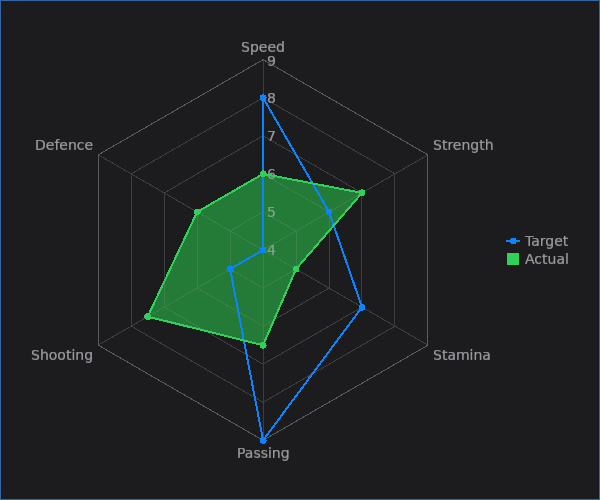 Speed
9
8
7
6
5
4
Defence
Strength
Target
Actual
Shooting
Stamina
Passing